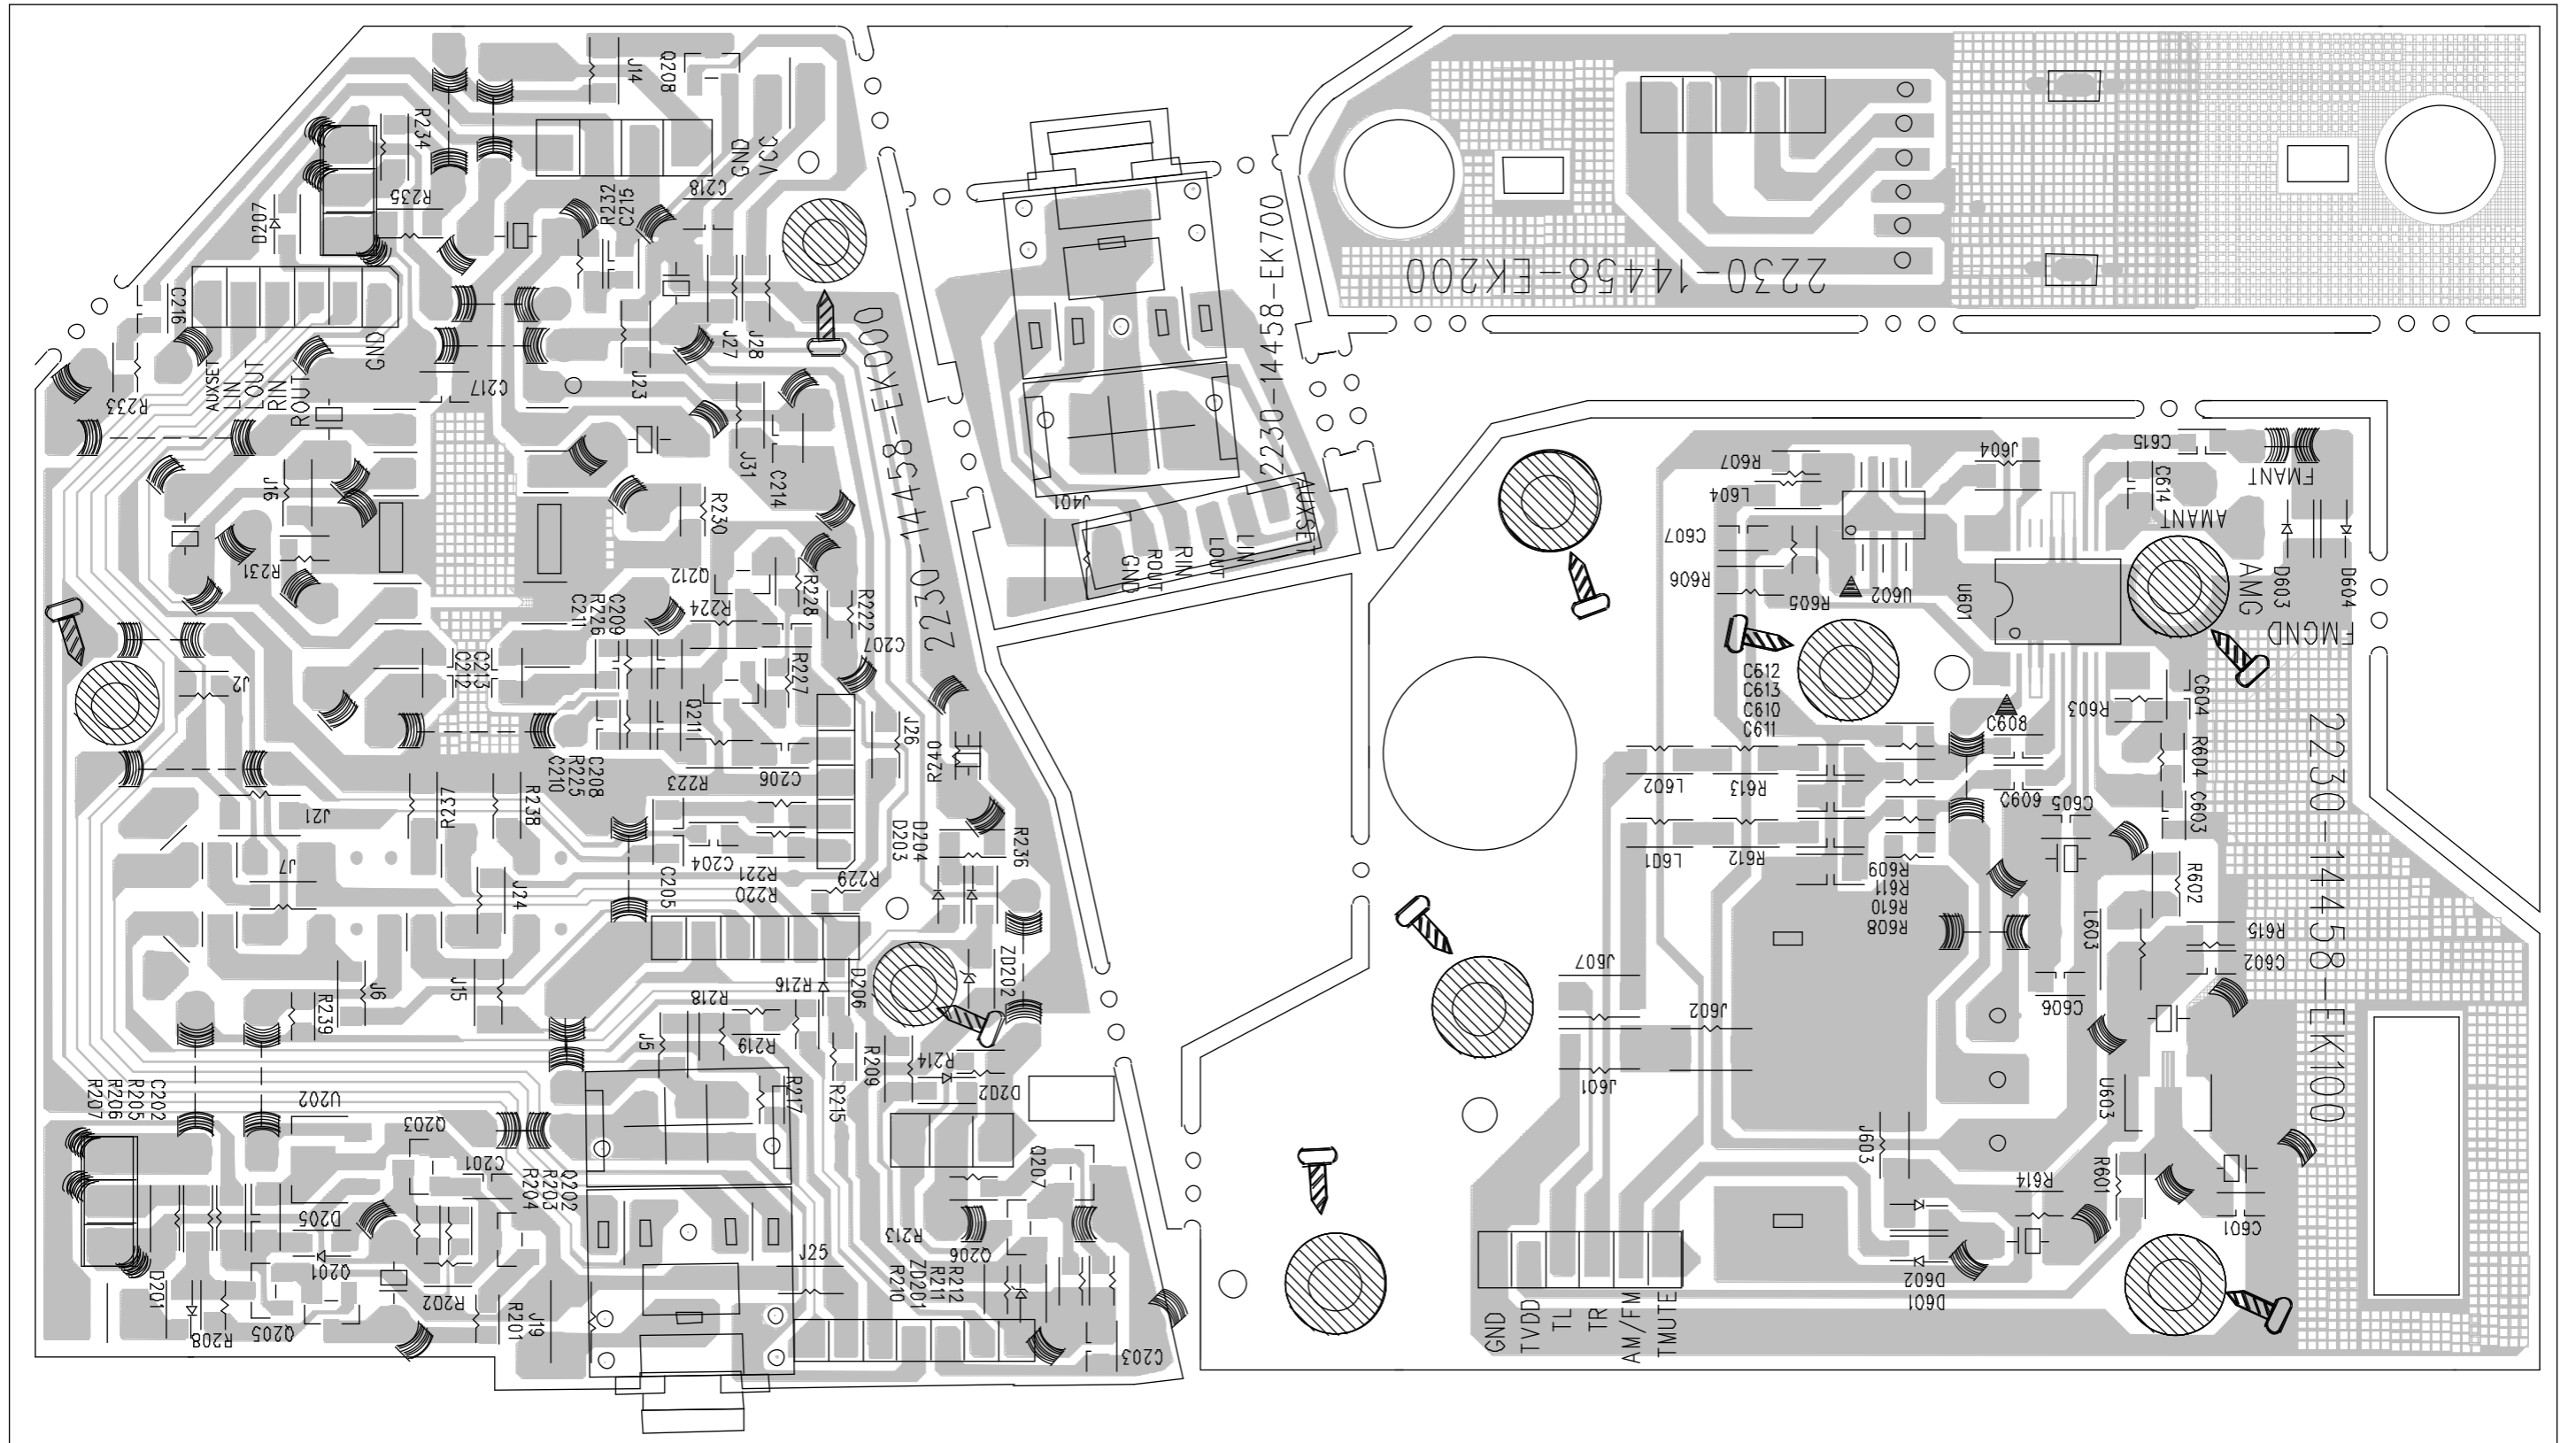 J14
Q208
R234
GND
VCC
R235
C218
R232
C215
D207
C216
GND
AUXSET
LIN
LOUT
RIN
ROUT
R233
C217
J23
J27
J28
J31
C214
J16
R230
R231
Q212
R228
R222
R224
C209
R226
C211
C207
R227
J2
C213
C212
Q211
J26
R240
C208
R225
C210
R223
C206
J21
R237
R238
D204
D203
R236
J7
J24
C204
R221
R220
C205
R229
J15
J6
R239
R216
D206
ZD202
R218
J5
R219
R209
R214
D202
R215
R217
C202
R205
R206
R207
U202
Q203
C201
Q202
R203
R204
D205
Q207
R213
Q206
J25
Q201
D201
R202
R212
R211
ZD201
R210
R208
Q205
R201
J19
C203
2230-14458-EK000
2230-14458-EK700
J401
AUXSET
LIN
LOUT
RIN
ROUT
GND
2230-14458-EK200
R607
L604
J604
C615
FMANT
C614
AMANT
C607
R606
R605
U602
U601
AMG
D603
D604
FMGND
C612
C613
C610
C611
C608
R603
C604
R604
L602
R613
C609
C605
C603
L601
R612
R609
R611
R610
R608
R602
L603
R615
C602
J607
J602
C606
J601
U603
J603
R614
R601
C601
D602
D601
GND
TVDD
TL
TR
AM/FM
TMUTE
2230-14458-EK100